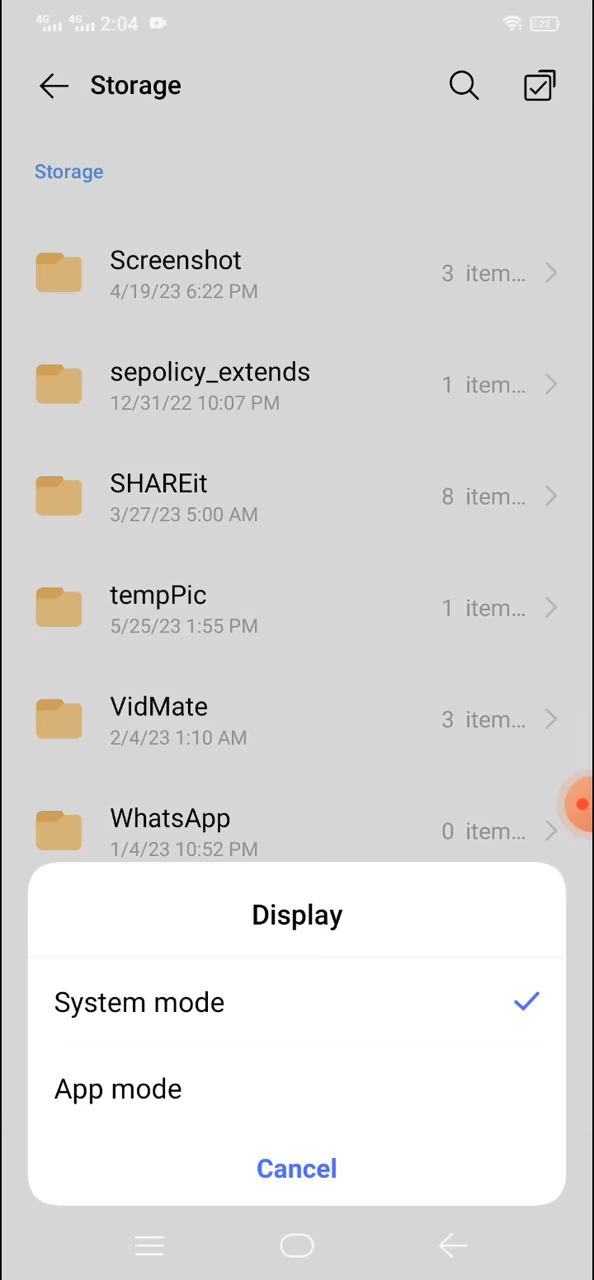 4G 4G 2:04 22
Storage
Storage
Screenshot
4/19/23 6:22 PM
3 item...
sepolicy_extends
12/31/22 10:07 PM
1 item...
SHAREit
3/27/23 5:00 AM
8 item...
tempPic
5/25/23 1:55 PM
1 item...
VidMate
2/4/23 1:10 AM
3 item...
WhatsApp
1/4/23 10:52 PM
0 item...
Display
System mode
App mode
Cancel